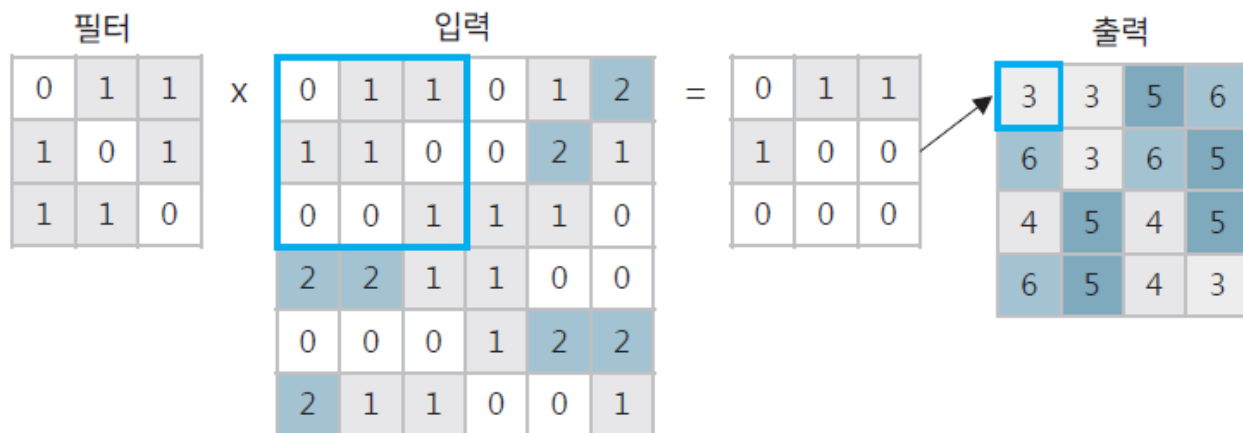 필터
0 1 1
1 0 1
1 1 0
x
입력
0 1 1 0 1 2
1 1 0 0 2 1
0 0 1 1 1 0
2 2 1 1 0 0
0 0 0 1 2 2
2 1 1 0 0 1
=
0 1 1
1 0 0
0 0 0
출력
3 3 5 6
6 3 6 5
4 5 4 5
6 5 4 3